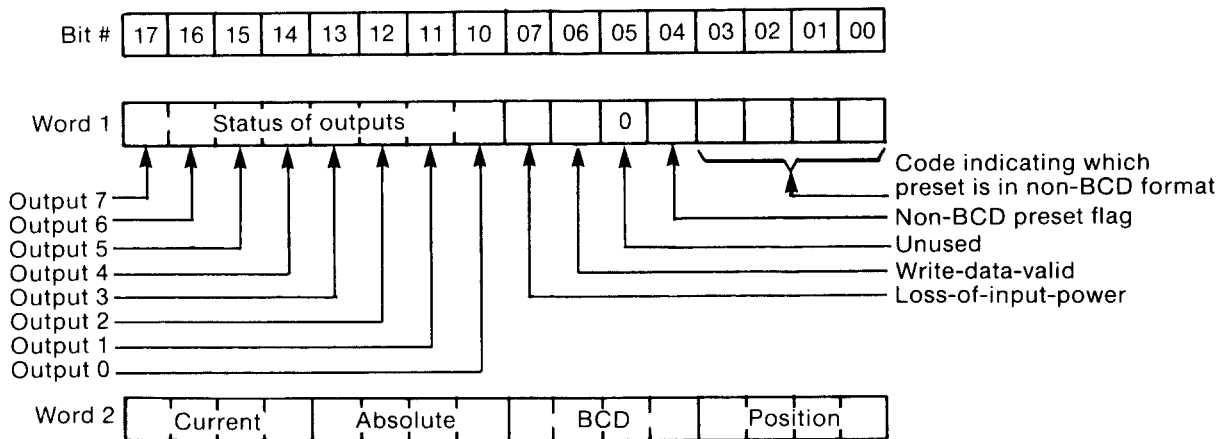 Bit # 17 16 15 14 13 12 11 10 07 06 05 04 03 02 01 00
Word 1 Status of outputs 0
Code indicating which
preset is in non-BCD format
Non-BCD preset flag
Unused
Write-data-valid
Loss-of-input-power
Output 7
Output 6
Output 5
Output 4
Output 3
Output 2
Output 1
Output 0
Word 2 Current Absolute BCD Position